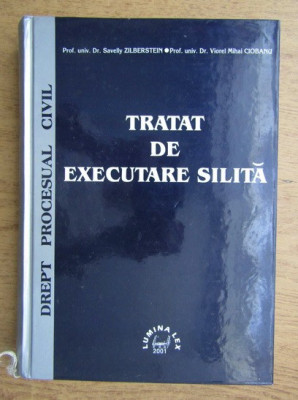 Prof. univ. Dr. Savelly ZILBERSTEIN ● Prof. univ. Dr. Viorel Mihai CIOBANU
DREPT PROCESUAL CIVIL
TRATAT
DE
EXECUTARE SILITĂ
LUMINA LEX
2001